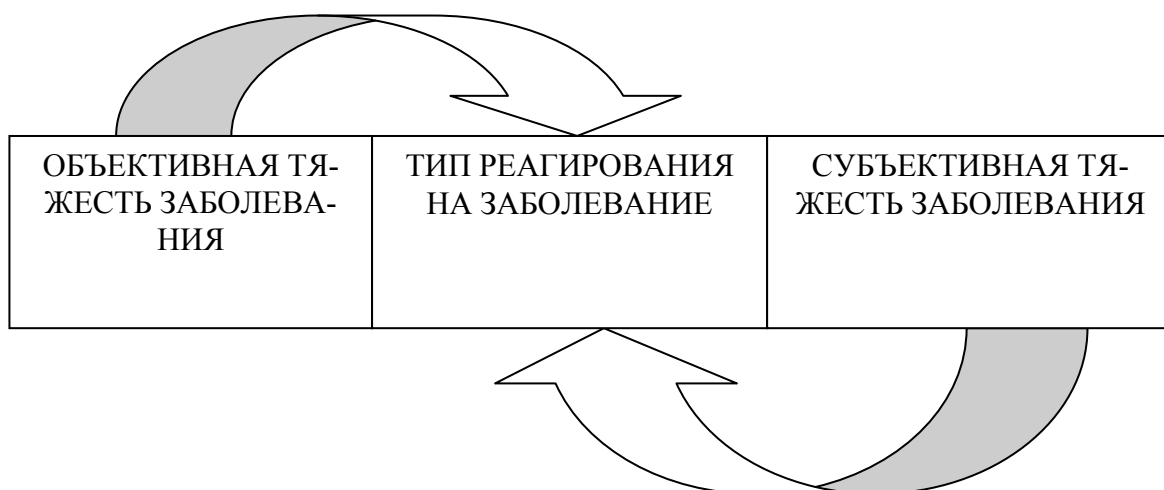 ОБЪЕКТИВНАЯ ТЯ-
ЖЕСТЬ ЗАБОЛЕВА-
НИЯ
ТИП РЕАГИРОВАНИЯ
НА ЗАБОЛЕВАНИЕ
СУБЪЕКТИВНАЯ ТЯ-
ЖЕСТЬ ЗАБОЛЕВАНИЯ